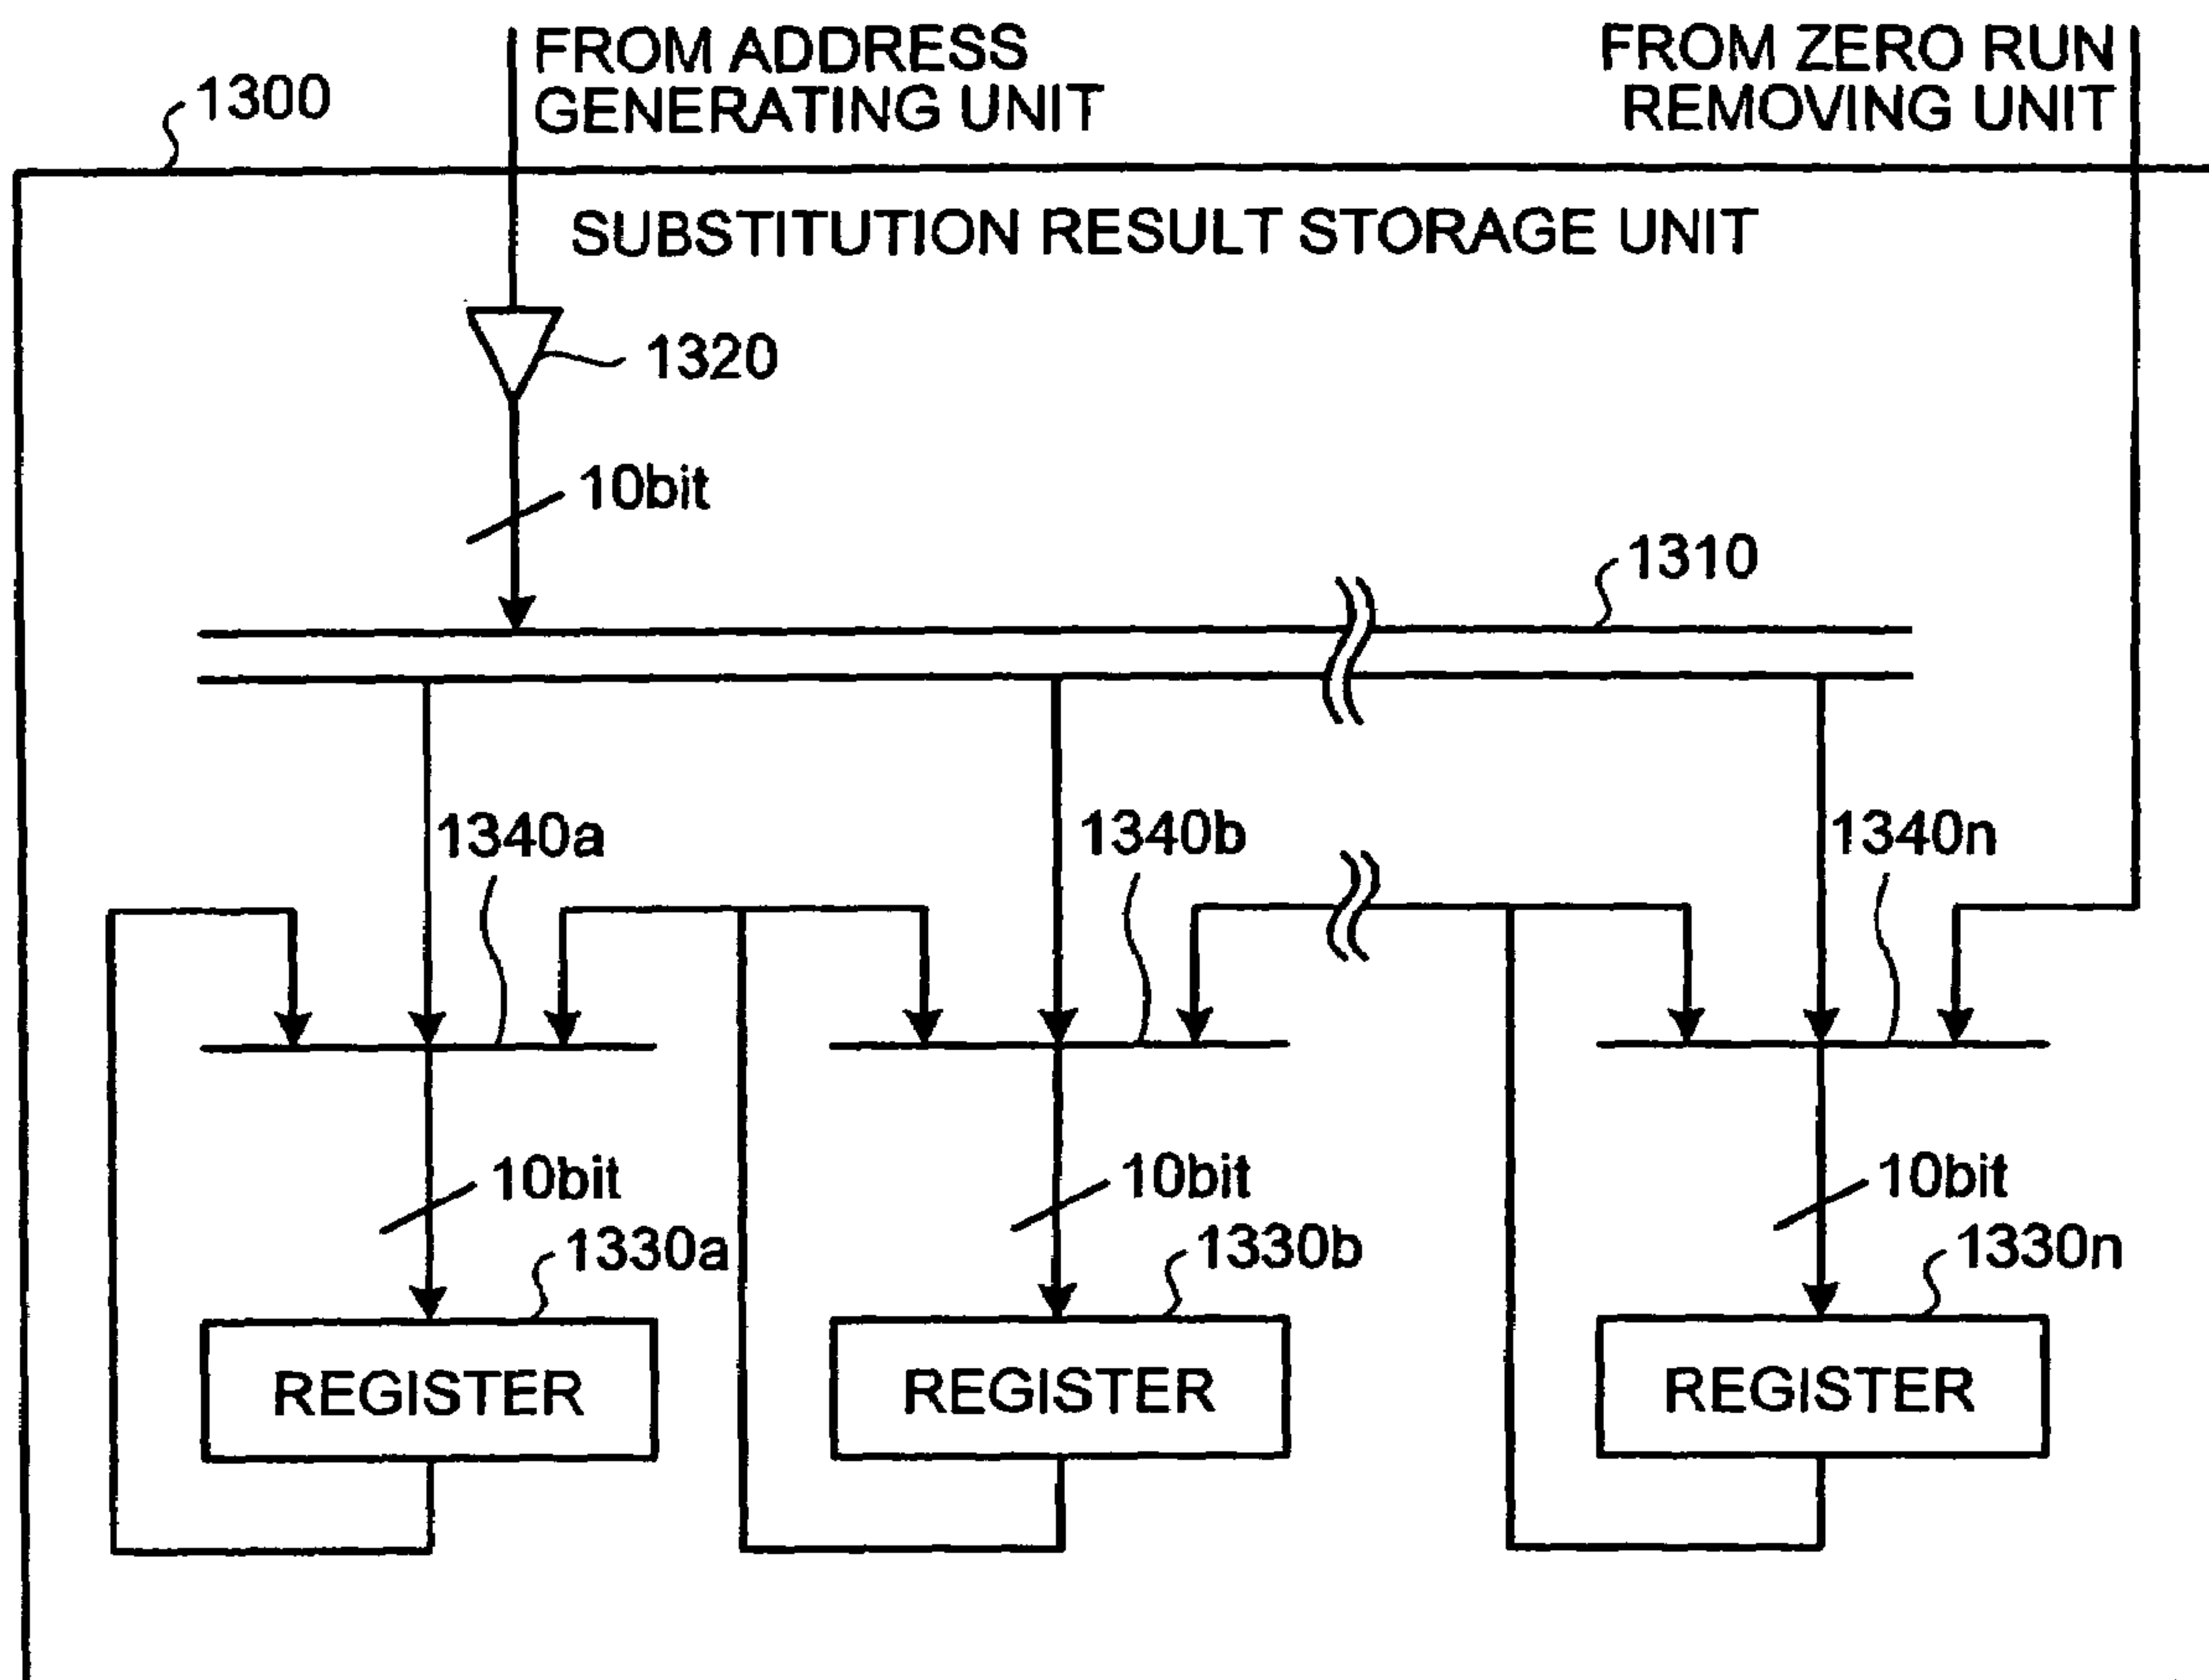 FROM ADDRESS
GENERATING UNIT
FROM ZERO RUN
REMOVING UNIT
1300
SUBSTITUTION RESULT STORAGE UNIT
1320
10bit
1310
1340a
1340b
1340n
10bit
10bit
10bit
1330a
1330b
1330n
REGISTER
REGISTER
REGISTER